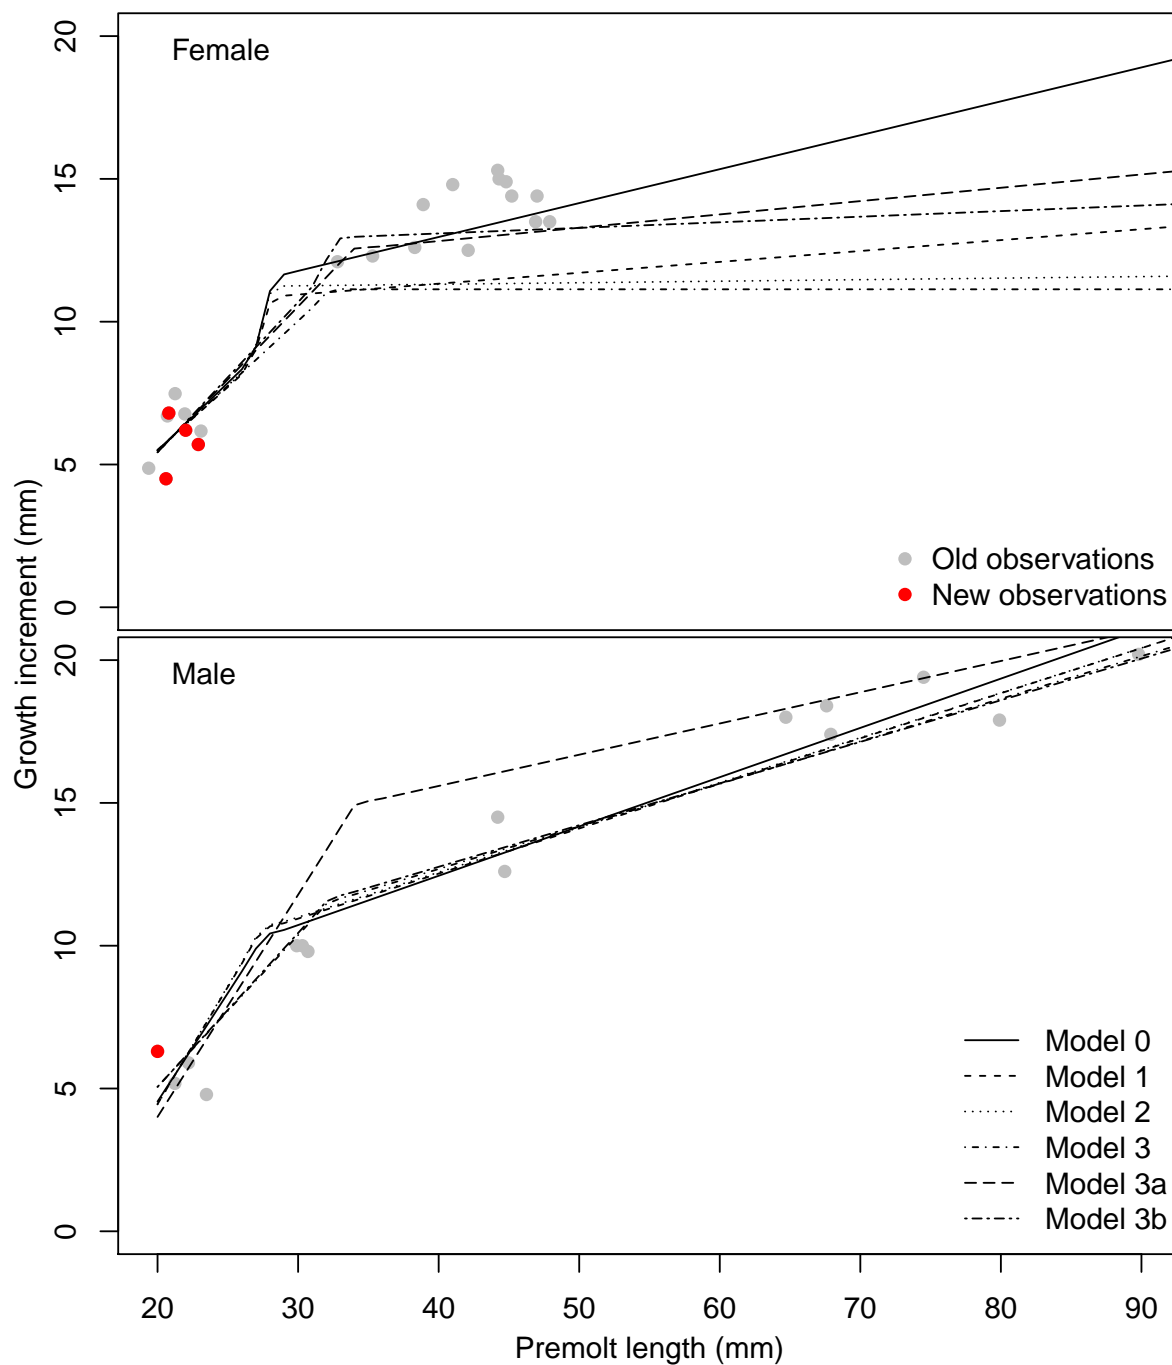 Female
20
15
10
5
0
Old observations
New observations
Growth increment (mm)
Male
20
15
10
5
0
Model 0
Model 1
Model 2
Model 3
Model 3a
Model 3b
20 30 40 50 60 70 80 90
Premolt length (mm)